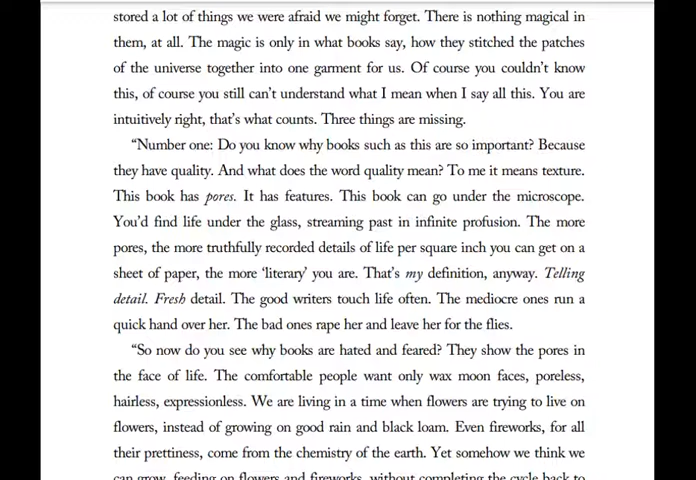 stored a lot of things we were afraid we might forget. There is nothing magical in
them, at all. The magic is only in what books say, how they stitched the patches
of the universe together into one garment for us. Of course you couldn’t know
this, of course you still can’t understand what I mean when I say all this. You are
intuitively right, that’s what counts. Three things are missing.
“Number one: Do you know why books such as this are so important? Because
they have quality. And what does the word quality mean? To me it means texture.
This book has pores. It has features. This book can go under the microscope.
You’d find life under the glass, streaming past in infinite profusion. The more
pores, the more truthfully recorded details of life per square inch you can get on a
sheet of paper, the more ‘literary’ you are. That’s my definition, anyway. Telling
detail. Fresh detail. The good writers touch life often. The mediocre ones run a
quick hand over her. The bad ones rape her and leave her for the flies.
“So now do you see why books are hated and feared? They show the pores in
the face of life. The comfortable people want only wax moon faces, poreless,
hairless, expressionless. We are living in a time when flowers are trying to live on
flowers, instead of growing on good rain and black loam. Even fireworks, for all
their prettiness, come from the chemistry of the earth. Yet somehow we think we
can grow, feeding on flowers and fireworks, without completing the cycle back to